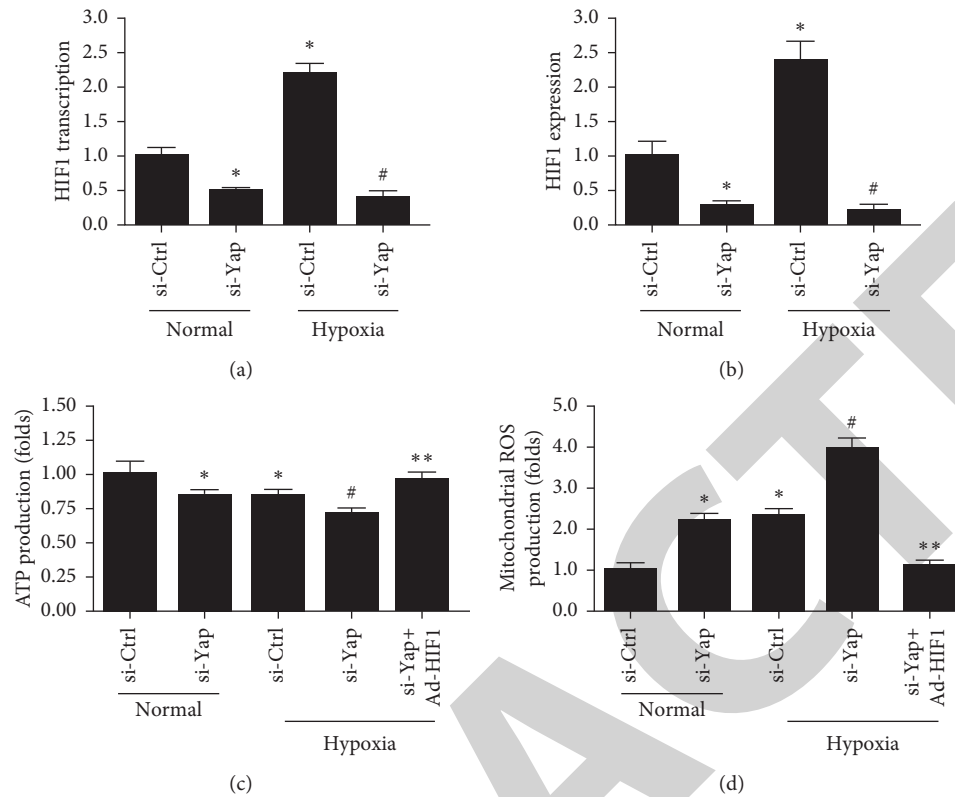 3.0
2.5
2.0
1.5
1.0
0.5
0.0
HIF1 transcription
*
*
#
si-Ctrl
si-Yap
si-Ctrl
si-Yap
Normal
Hypoxia
(a)
3.0
2.5
2.0
1.5
1.0
0.5
0.0
HIF1 expression
*
*
#
si-Ctrl
si-Yap
si-Ctrl
si-Yap
Normal
Hypoxia
(b)
1.50
1.25
1.00
0.75
0.50
0.25
0.00
ATP production (folds)
*
*
#
**
si-Ctrl
si-Yap
si-Ctrl
si-Yap
si-Yap+
Ad-HIF1
Normal
Hypoxia
(c)
5.0
4.0
2.0
2.0
1.0
0.0
Mitochondrial ROS
production (folds)
*
*
#
**
si-Ctrl
si-Yap
si-Ctrl
si-Yap
si-Yap+
Ad-HIF1
Normal
Hypoxia
(d)